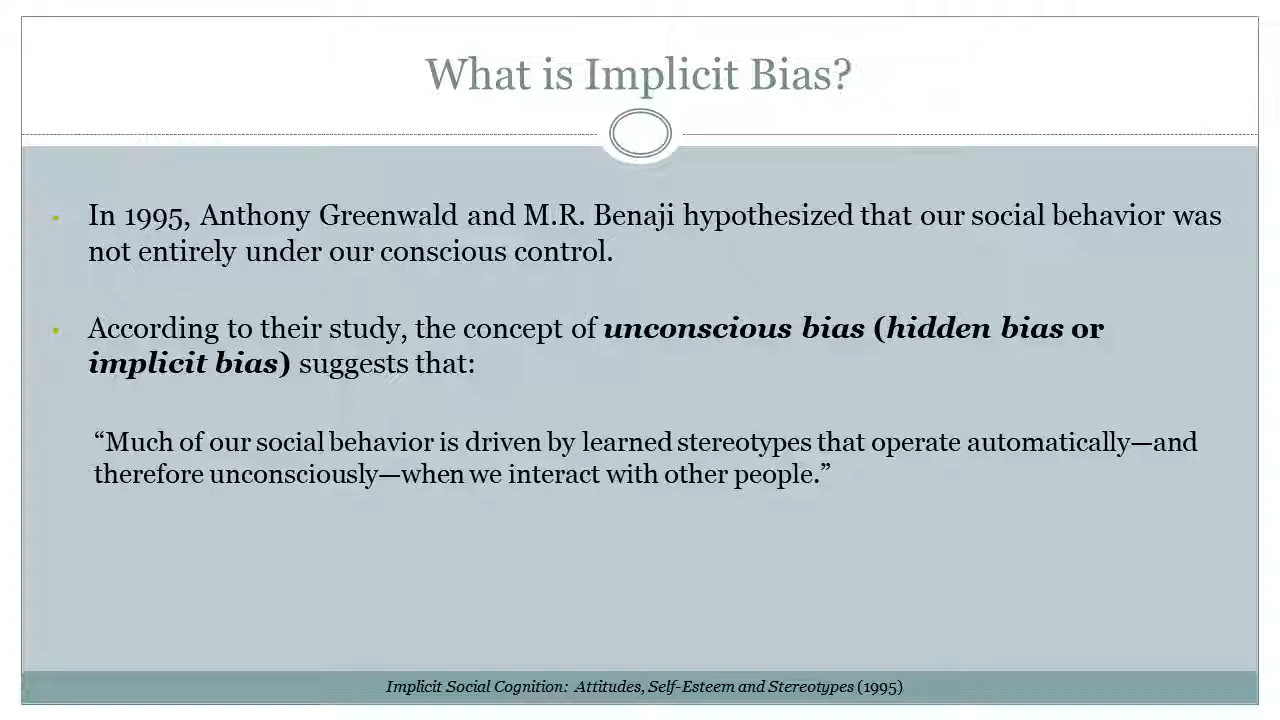 What is Implicit Bias?
• In 1995, Anthony Greenwald and M.R. Benaji hypothesized that our social behavior was
not entirely under our conscious control.
• According to their study, the concept of unconscious bias (hidden bias or
implicit bias) suggests that:
“Much of our social behavior is driven by learned stereotypes that operate automatically—and
therefore unconsciously—when we interact with other people.”
Implicit Social Cognition: Attitudes, Self-Esteem and Stereotypes (1995)